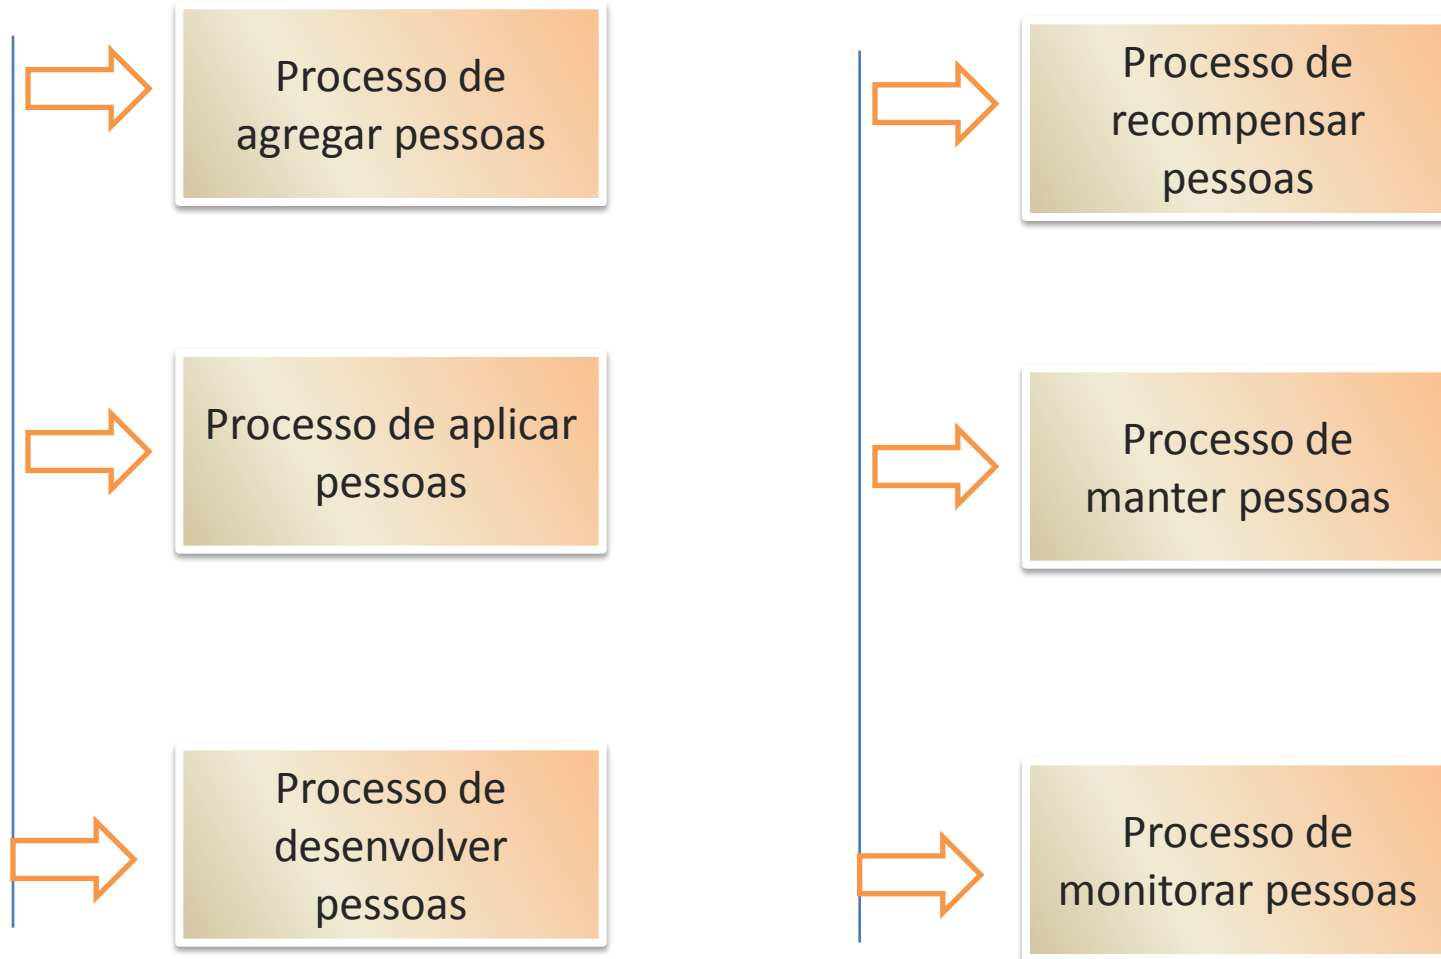 Processo de
agregar pessoas
Processo de aplicar
pessoas
Processo de
desenvolver
pessoas
Processo de
recompensar
pessoas
Processo de
manter pessoas
Processo de
monitorar pessoas